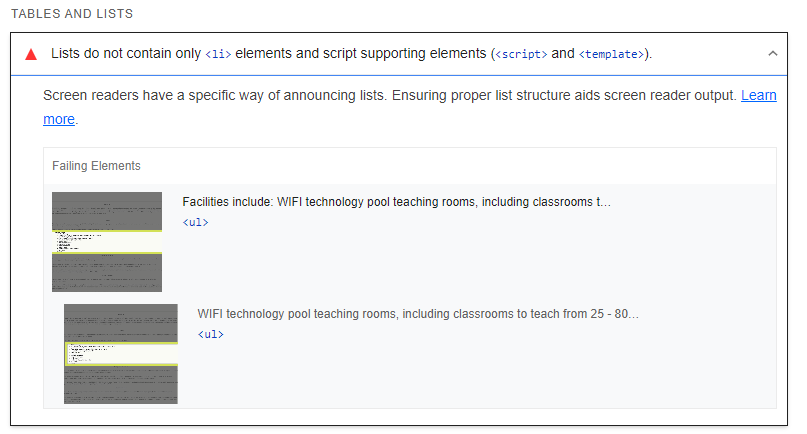 TABLES AND LISTS
Lists do not contain only <li> elements and script supporting elements (<script> and <template>).
Screen readers have a specific way of announcing lists. Ensuring proper list structure aids screen reader output. Learn
more.
Failing Elements
Facilities include: WIFI technology pool teaching rooms, including classrooms t...
<ul>
WIFI technology pool teaching rooms, including classrooms to teach from 25 - 80...
<ul>